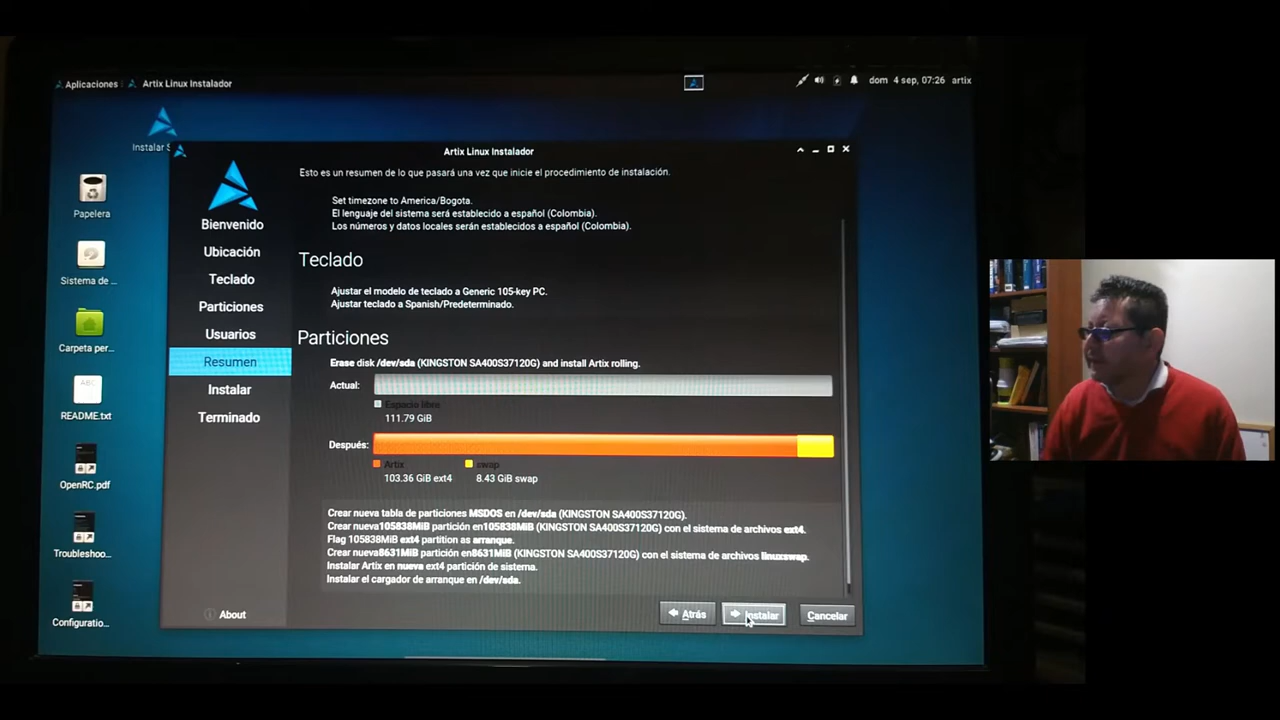 Aplicaciones
Artix Linux Instalador
dom 4 sep, 07:26
artix
Instalar S
Papelera
Sistema de ...
Carpeta per...
README.txt
OpenRC.pdf
Troubleshoo...
Configuratio...
Artix Linux Instalador
Bienvenido
Ubicación
Teclado
Particiones
Usuarios
Resumen
Instalar
Terminado
About
Esto es un resumen de lo que pasará una vez que inicie el procedimiento de instalación.
Set timezone to America/Bogota.
El lenguaje del sistema será establecido a español (Colombia).
Los números y datos locales serán establecidos a español (Colombia).
Teclado
Ajustar el modelo de teclado a Generic 105-key PC.
Ajustar teclado a Spanish/Predeterminado.
Particiones
Erase disk /dev/sda (KINGSTON SA400S37120G) and install Artix rolling.
Actual:
Espacio libre
111.79 GiB
Después:
Artix
103.36 GiB ext4
swap
8.43 GiB swap
Crear nueva tabla de particiones MSDOS en /dev/sda (KINGSTON SA400S37120G).
Crear nueva105838MiB partición en105838MiB (KINGSTON SA400S37120G) con el sistema de archivos ext4.
Flag 105838MiB ext4 partition as arranque.
Crear nueva8631MiB partición en8631MiB (KINGSTON SA400S37120G) con el sistema de archivos linuxswap.
Instalar Artix en nueva ext4 partición de sistema.
Instalar el cargador de arranque en /dev/sda.
Atrás
Instalar
Cancelar